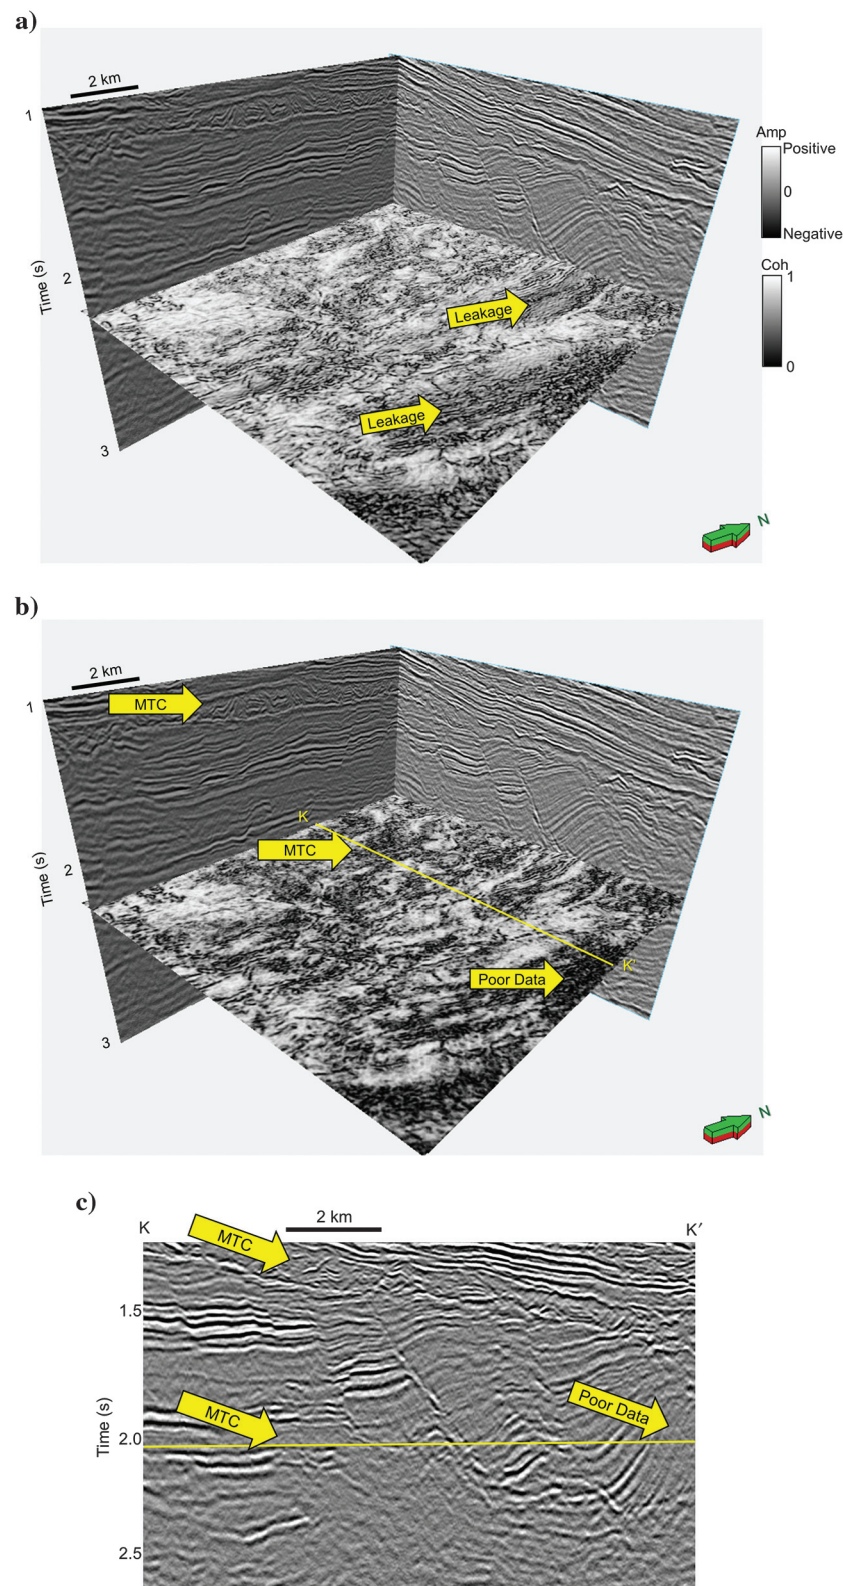 a)
2 km
1
Amp
Positive
0
Negative
Coh
1
0
Time (s)
2
Leakage
Leakage
3
N
b)
2 km
1
MTC
K
MTC
Time (s)
2
K'
Poor Data
3
N
c)
2 km
K
K′
MTC
1.5
Poor Data
MTC
Time (s)
2.0
2.5